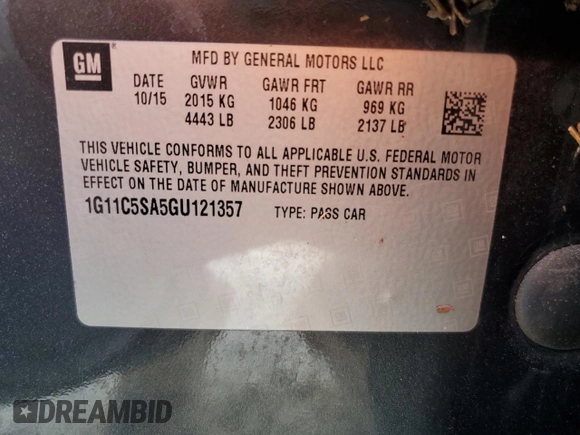 GM
MFD BY GENERAL MOTORS LLC
DATE GVWR GAWR FRT GAWR RR
10/15 2015 KG 1046 KG 969 KG
4443 LB 2306 LB 2137 LB
THIS VEHICLE CONFORMS TO ALL APPLICABLE U.S. FEDERAL MOTOR
VEHICLE SAFETY, BUMPER, AND THEFT PREVENTION STANDARDS IN
EFFECT ON THE DATE OF MANUFACTURE SHOWN ABOVE.
1G11C5SA5GU121357 TYPE: PASS CAR
DREAMBID